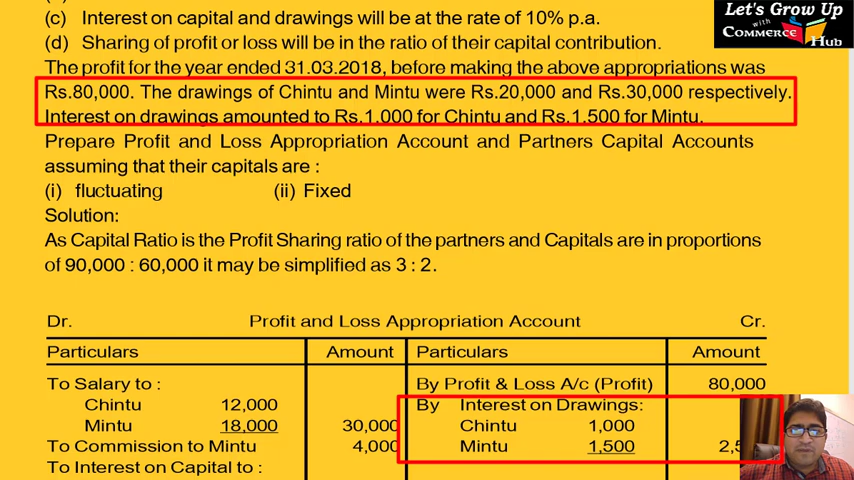 (c) Interest on capital and drawings will be at the rate of 10% p.a.
(d) Sharing of profit or loss will be in the ratio of their capital contribution.
The profit for the year ended 31.03.2018, before making the above appropriations was
Rs.80,000. The drawings of Chintu and Mintu were Rs.20,000 and Rs.30,000 respectively.
Interest on drawings amounted to Rs.1,000 for Chintu and Rs.1,500 for Mintu.
Prepare Profit and Loss Appropriation Account and Partners Capital Accounts
assuming that their capitals are :
(i) fluctuating (ii) Fixed
Solution:
As Capital Ratio is the Profit Sharing ratio of the partners and Capitals are in proportions
of 90,000 : 60,000 it may be simplified as 3 : 2.
Dr. Profit and Loss Appropriation Account Cr.
Particulars Amount Particulars Amount
To Salary to : By Profit & Loss A/c (Profit) 80,000
Chintu 12,000 By Interest on Drawings:
Mintu 18,000 30,000 Chintu 1,000
To Commission to Mintu 4,000 Mintu 1,500
To Interest on Capital to :
Let's Grow Up
with
Commerce Hub